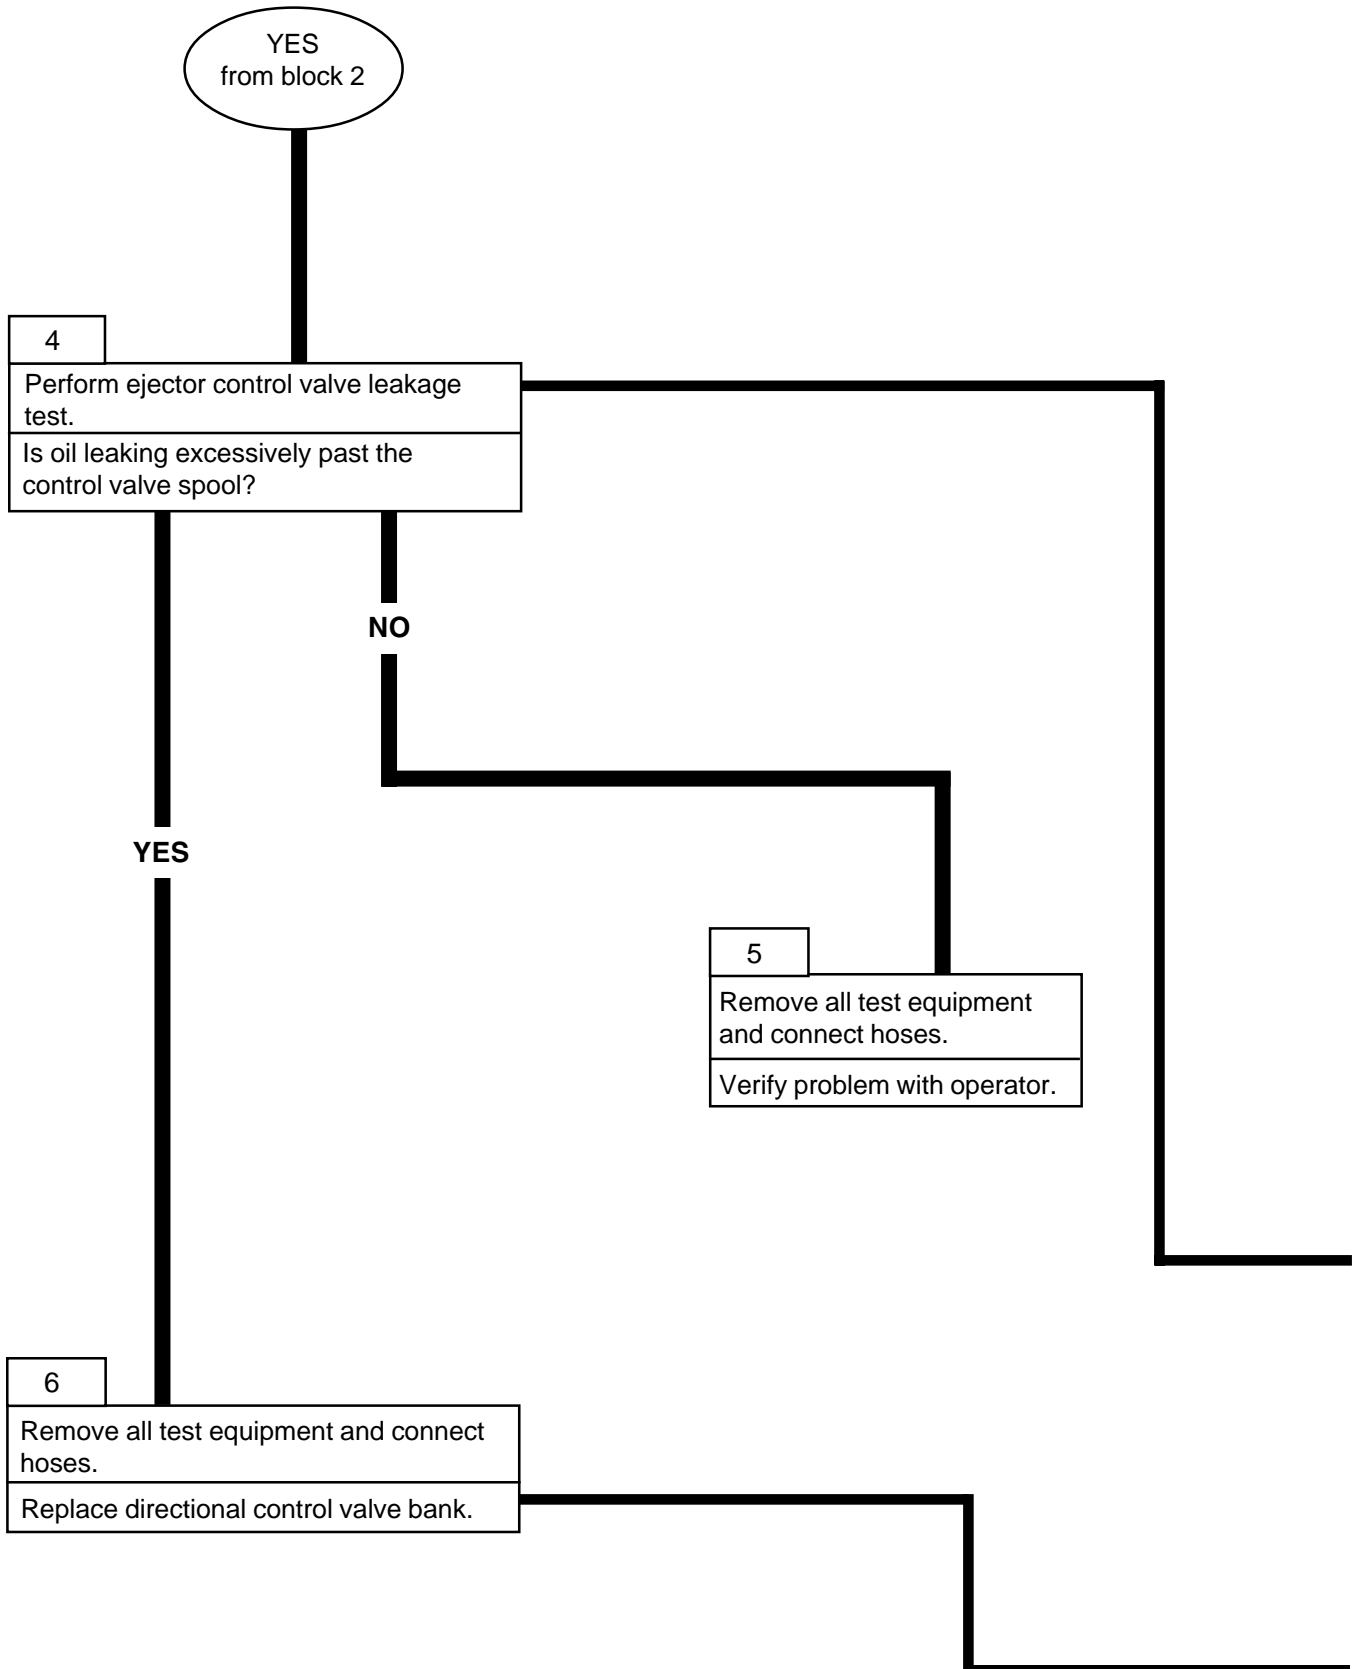 YES
from block 2
4
Perform ejector control valve leakage
test.
Is oil leaking excessively past the
control valve spool?
NO
YES
5
Remove all test equipment
and connect hoses.
Verify problem with operator.
6
Remove all test equipment and connect
hoses.
Replace directional control valve bank.